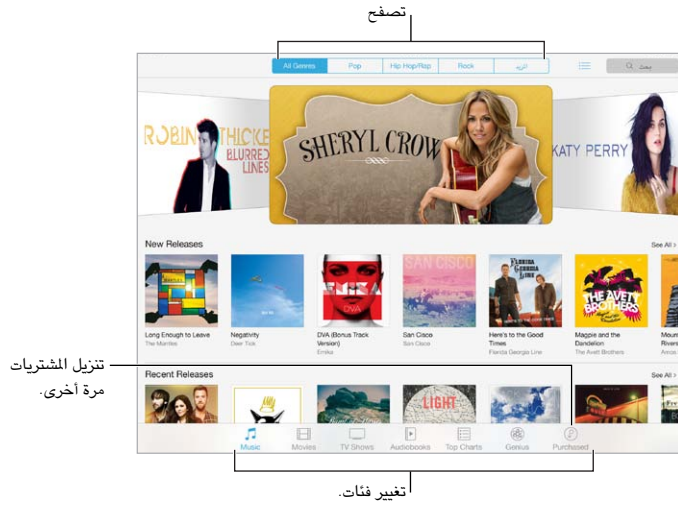 تصفح
All Genres
Pop
Hip Hop/Rap
Rock
بحث
ROBIN THICKE
BLURRED
LINES
SHERYL CROW
KATY PERRY
New Releases
See All >
SAN CISCO
FLORIDA
GEORGIA
LINE
EMIKA
DVA
THE AVETT
BROTHERS
Long Enough to Leave
The Mantles
Negativity
Deer Tick
DVA (Bonus Track
Version)
Emika
San Cisco
San Cisco
Here's to the Good
Times
Florida Georgia Line
Magpie and the
Dandelion
The Avett Brothers
تنزيل المشتريات
مرة أخرى.
Recent Releases
See All >
LIGHT
Music
Movies
TV Shows
Audiobooks
Top Charts
Genius
Purchased
تغيير فئات.